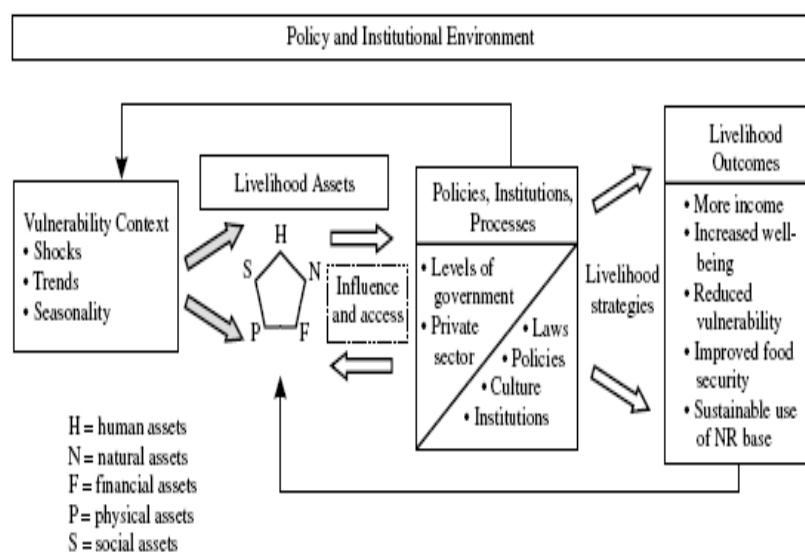 Policy and Institutional Environment
Vulnerability Context
• Shocks
• Trends
• Seasonality
Livelihood Assets
H
S
N
P
F
Influence
and access
Policies, Institutions,
Processes
• Levels of
government
• Private
sector
• Laws
• Policies
• Culture
• Institutions
Livelihood
strategies
Livelihood
Outcomes
• More income
• Increased well-
being
• Reduced
vulnerability
• Improved food
security
• Sustainable use
of NR base
H = human assets
N = natural assets
F = financial assets
P = physical assets
S = social assets